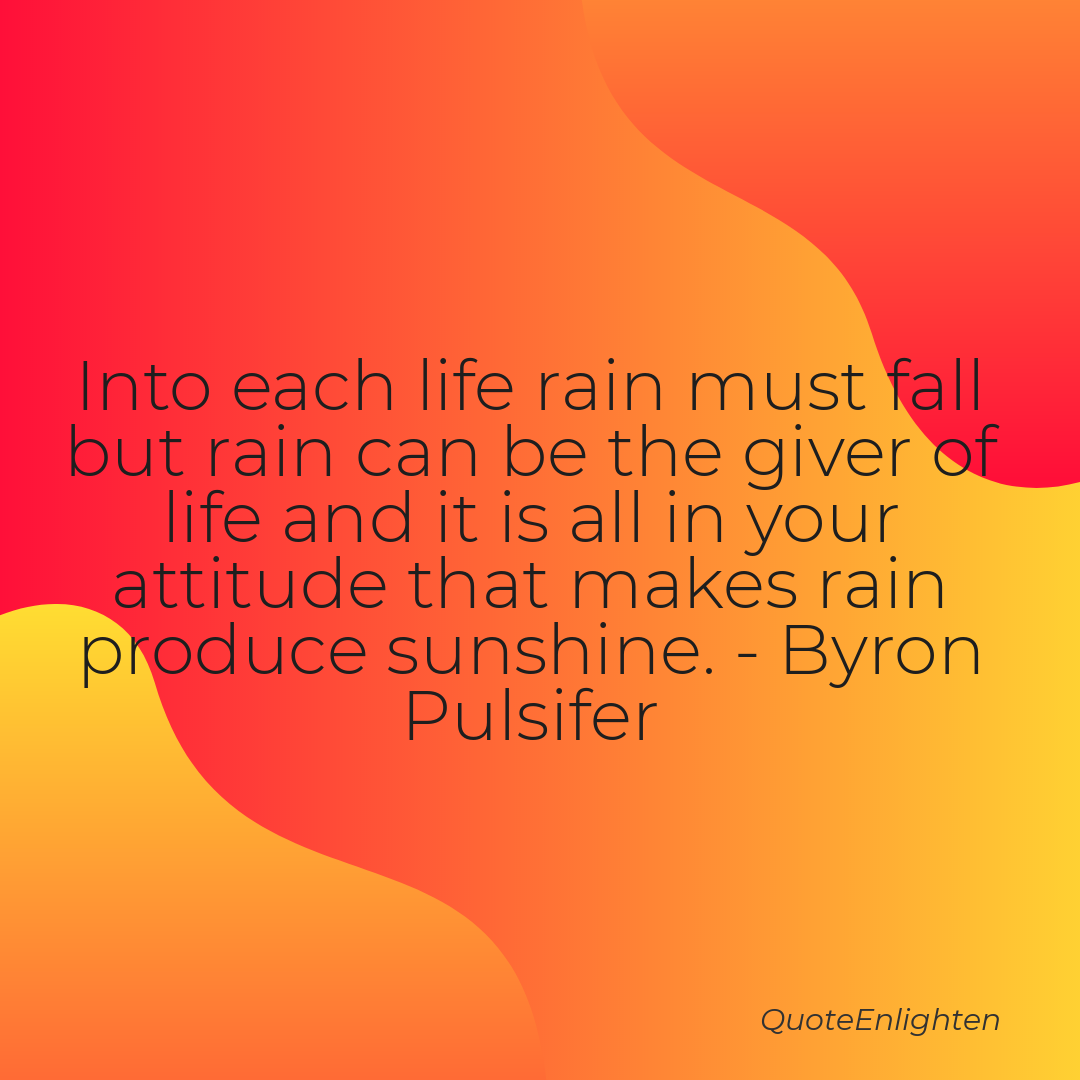 Into each life rain must fall
but rain can be the giver of
life and it is all in your
attitude that makes rain
produce sunshine. - Byron
Pulsifer
QuoteEnlighten